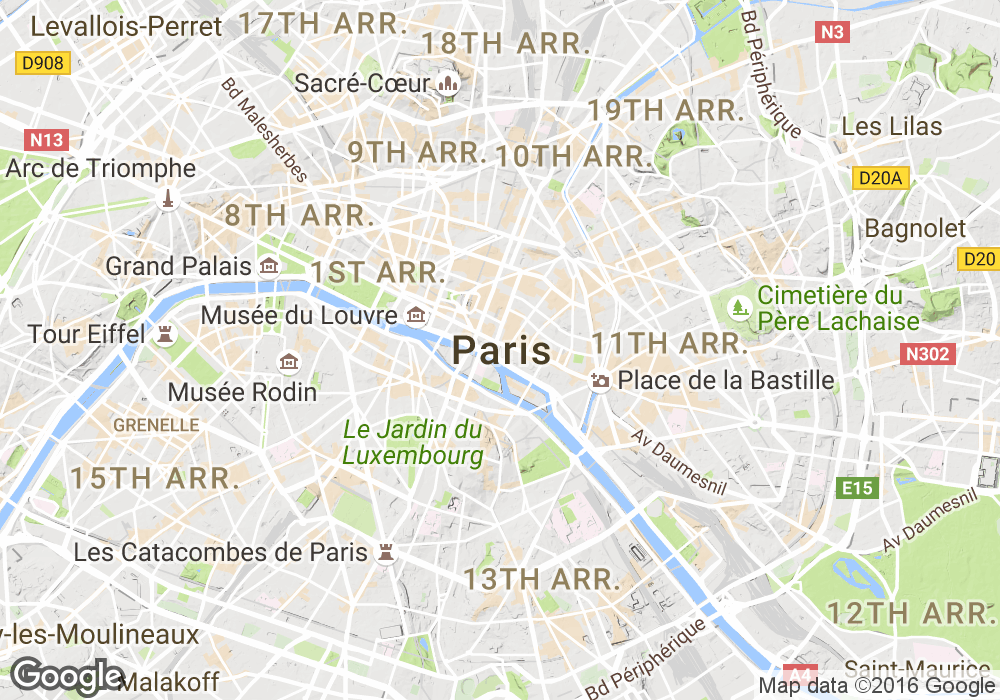 Levallois-Perret
17TH ARR.
18TH ARR.
Bd Périphérique
N3
D908
Sacré-Cœur
Bd Malesherbes
19TH ARR.
Les Lilas
N13
9TH ARR.
10TH ARR.
Arc de Triomphe
D20A
8TH ARR.
Bagnolet
Grand Palais
1ST ARR.
D20
Cimetière du
Père Lachaise
Musée du Louvre
Tour Eiffel
Paris
11TH ARR.
N302
Musée Rodin
Place de la Bastille
GRENELLE
Le Jardin du
Luxembourg
Av Daumesnil
15TH ARR.
E15
Av Daumesnil
Les Catacombes de Paris
13TH ARR.
12TH ARR.
y-les-Moulineaux
Bd Périphérique
A4
Saint-Maurice
Google
Malakoff
Map data ©2016 Google